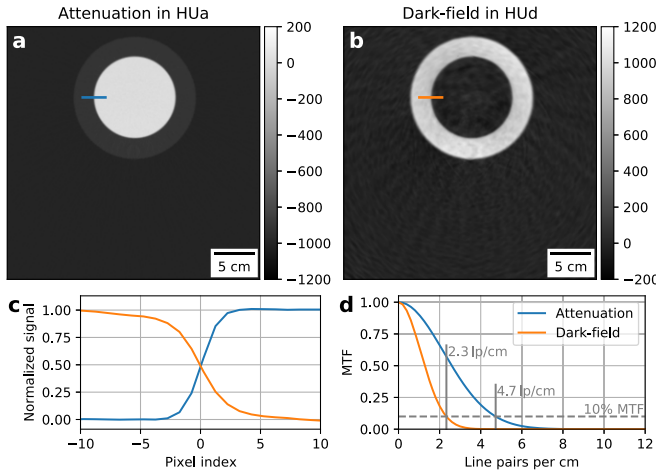 Attenuation in HUa
Dark-field in HUd
a
200
0
−200
−400
−600
−800
−1000
−1200
5 cm
b
1200
1000
800
600
400
200
0
−200
5 cm
c
Normalized signal
1.00
0.75
0.50
0.25
0.00
−10
−5
0
5
10
Pixel index
d
MTF
1.00
0.75
0.50
0.25
0.00
Attenuation
Dark-field
2.3 lp/cm
4.7 lp/cm
10% MTF
0
2
4
6
8
10
12
Line pairs per cm